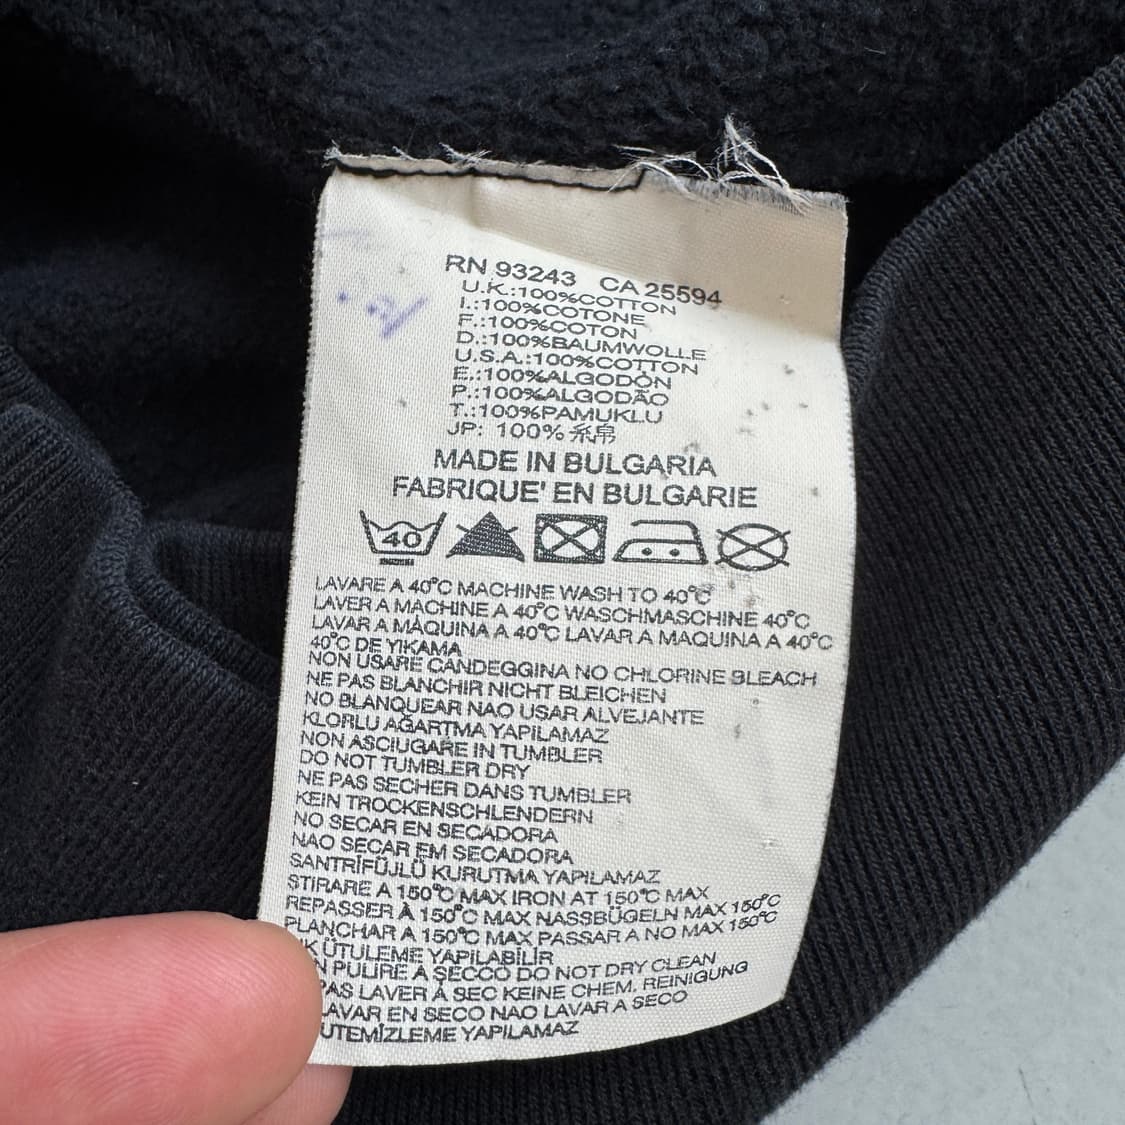 RN 93243 CA 25594
U.K.:100%COTTON
I.:100%COTONE
F.:100%COTON
D.:100%BAUMWOLLE
U.S.A.:100%COTTON
E.:100%ALGODÓN
P.:100%ALGODÃO
T.:100%PAMUKLU
JP: 100% 綿
MADE IN BULGARIA
FABRIQUE' EN BULGARIE
40
LAVARE A 40°C MACHINE WASH TO 40°C
LAVER A MACHINE A 40°C WASCHMASCHINE 40°C
LAVAR A MÀQUINA A 40°C LAVAR A MAQUINA A 40°C
40°C DE YIKAMA
NON USARE CANDEGGINA NO CHLORINE BLEACH
NE PAS BLANCHIR NICHT BLEICHEN
NO BLANQUEAR NAO USAR ALVEJANTE
KLORLU AĞARTMA YAPILAMAZ
NON ASCIUGARE IN TUMBLER
DO NOT TUMBLER DRY
NE PAS SECHER DANS TUMBLER
KEIN TROCKENSCHLENDERN
NO SECAR EN SECADORA
NAO SECAR EM SECADORA
SANTRİFÜJLÜ KURUTMA YAPILAMAZ
STIRARE A 150°C MAX IRON AT 150°C MAX
REPASSER À 150°C MAX NASSBÜGELN MAX 150°C
PLANCHAR A 150°C MAX PASSAR A NO MAX 150°C
K ÜTULEME YAPILABİLİR
N PULIRE A SECCO DO NOT DRY CLEAN
PAS LAVER À SEC KEINE CHEM. REINIGUNG
LAVAR EN SECO NAO LAVAR A SECO
UTEMİZLEME YAPILAMAZ